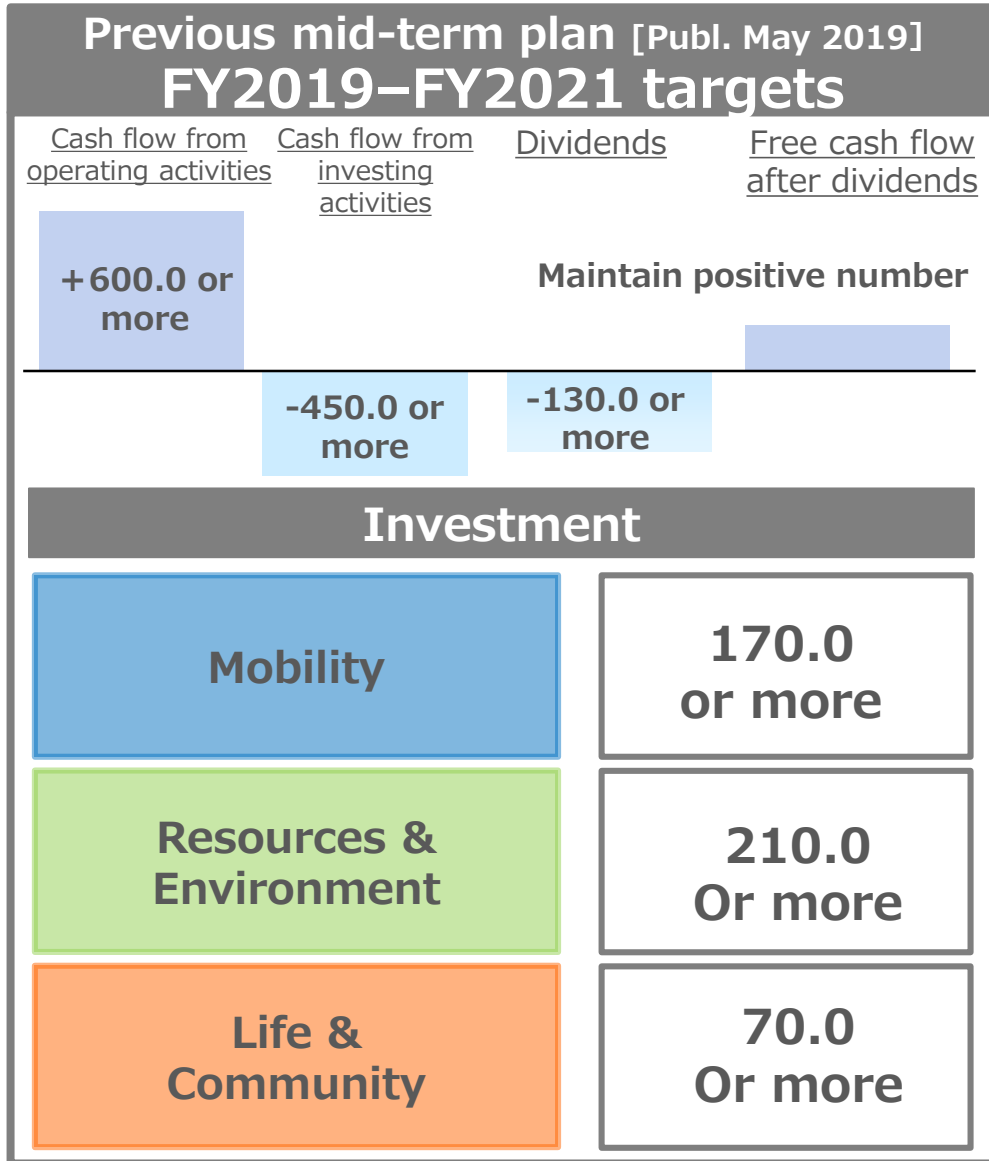 Previous mid-term plan [Publ. May 2019]
FY2019–FY2021 targets
Cash flow from
operating activities
Cash flow from
investing
activities
Dividends
Free cash flow
after dividends
+600.0 or
more
Maintain positive number
-450.0 or
more
-130.0 or
more
Investment
Mobility
170.0
or more
Resources &
Environment
210.0
Or more
Life &
Community
70.0
Or more